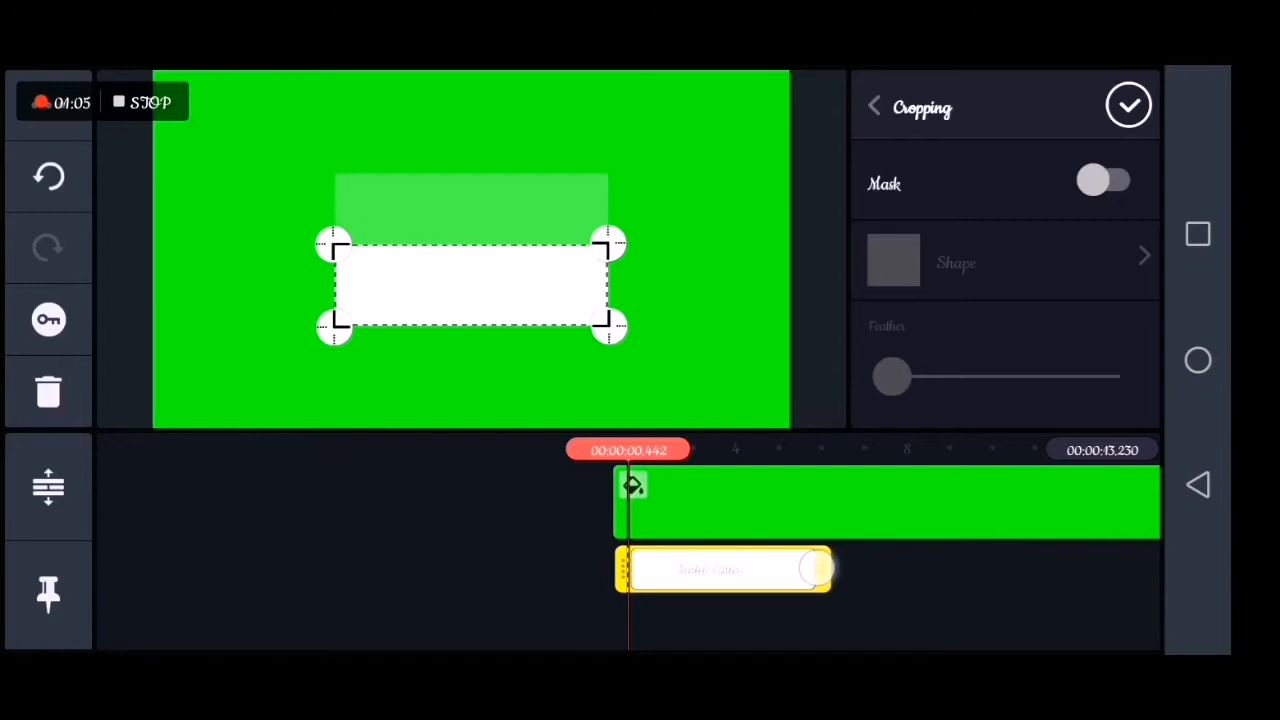 01:05 STOP
Cropping
Mask
Shape
Feather
00:00:00,442
4
8
00:00:13,230